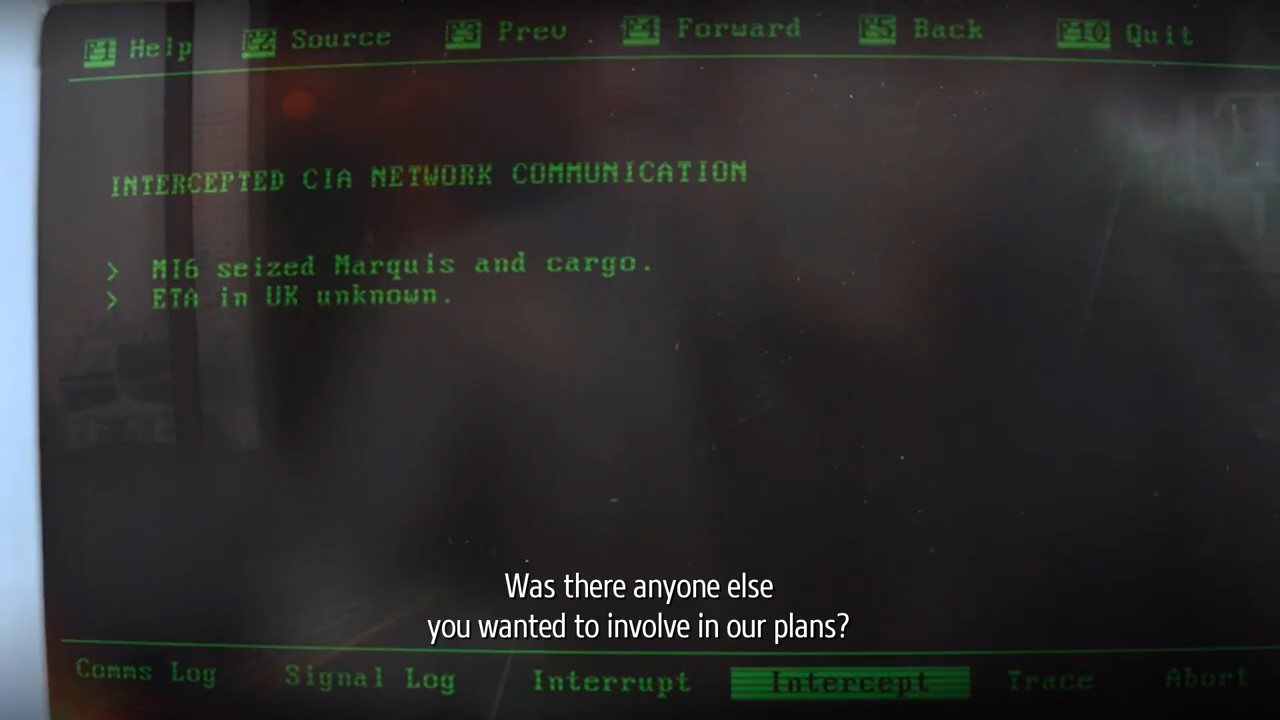 F1 Help F2 Source F3 Prev F4 Forward F5 Back F10 Quit
INTERCEPTED CIA NETWORK COMMUNICATION
> MI6 seized Marquis and cargo.
> ETA in UK unknown.
Was there anyone else
you wanted to involve in our plans?
Comms Log Signal Log Interrupt Intercept Trace Abort